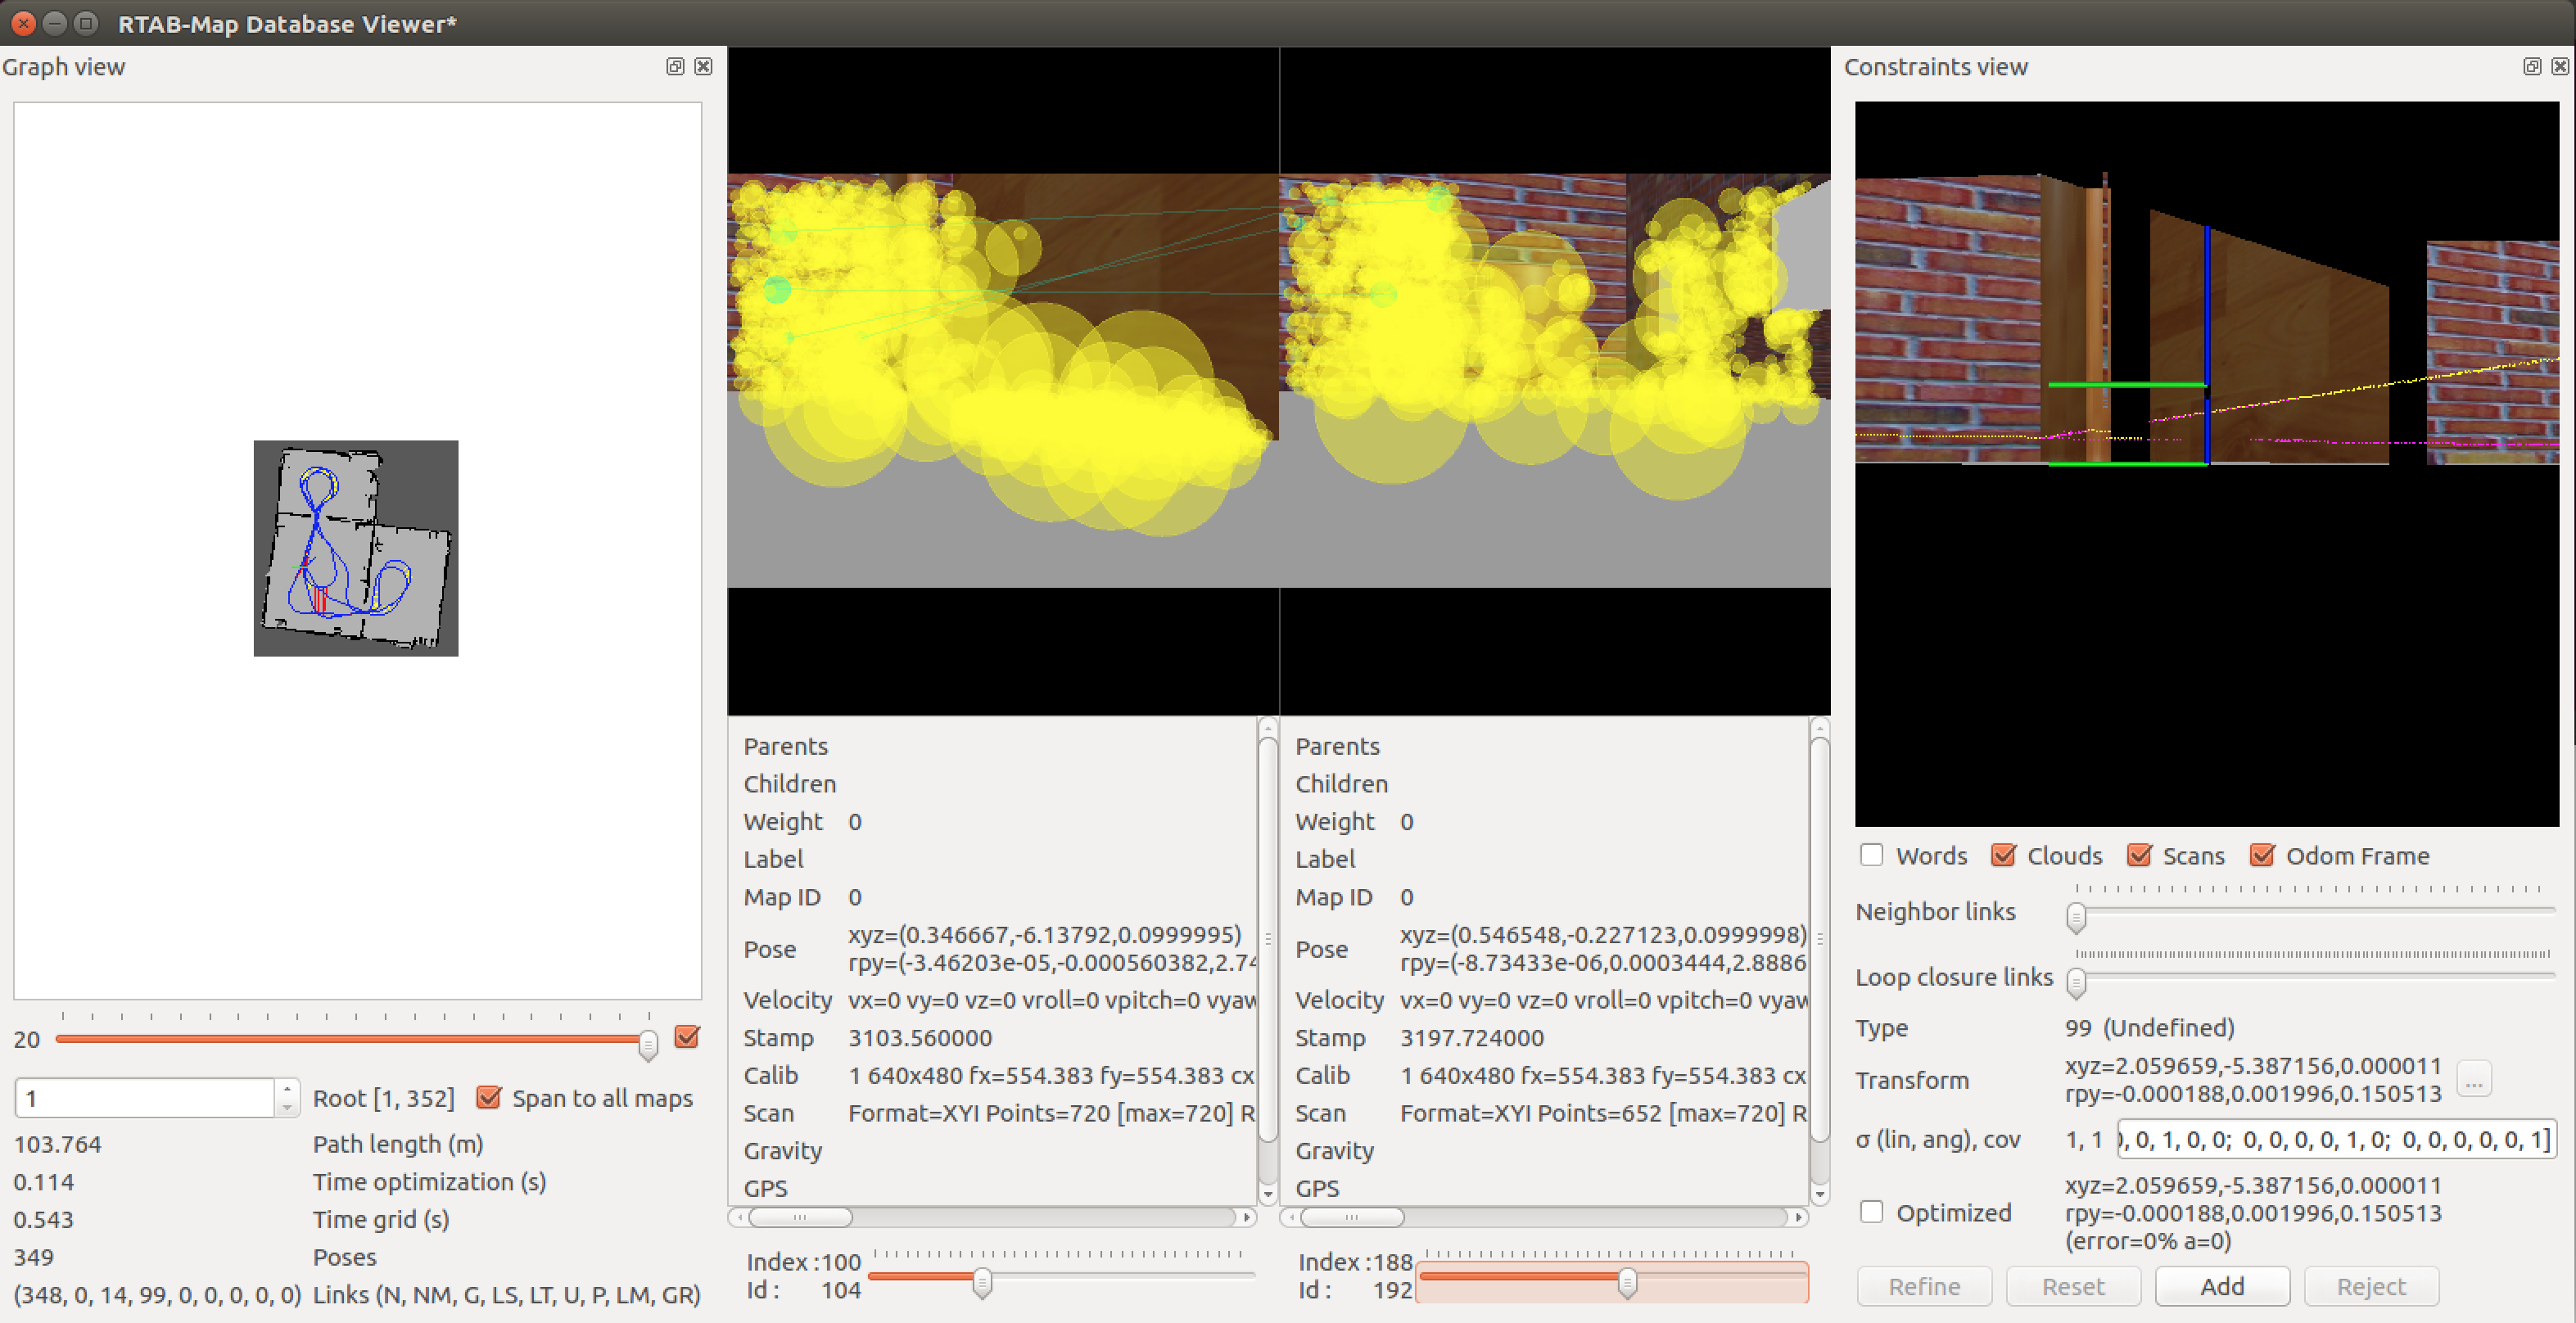 RTAB-Map Database Viewer*
Graph view
20
1
Root [1, 352]
Span to all maps
103.764
Path length (m)
0.114
Time optimization (s)
0.543
Time grid (s)
349
Poses
(348, 0, 14, 99, 0, 0, 0, 0, 0)
Links (N, NM, G, LS, LT, U, P, LM, GR)
Parents
Children
Weight 0
Label
Map ID 0
Pose
xyz=(0.346667,-6.13792,0.0999995)
rpy=(-3.46203e-05,-0.000560382,2.74
Velocity vx=0 vy=0 vz=0 vroll=0 vpitch=0 vyaw
Stamp 3103.560000
Calib 1 640x480 fx=554.383 fy=554.383 cx
Scan Format=XYI Points=720 [max=720] R
Gravity
GPS
Index :100
Id : 104
Parents
Children
Weight 0
Label
Map ID 0
Pose
xyz=(0.546548,-0.227123,0.0999998)
rpy=(-8.73433e-06,0.0003444,2.8886
Velocity vx=0 vy=0 vz=0 vroll=0 vpitch=0 vyaw
Stamp 3197.724000
Calib 1 640x480 fx=554.383 fy=554.383 cx
Scan Format=XYI Points=652 [max=720] R
Gravity
GPS
Index :188
Id : 192
Constraints view
Words
Clouds
Scans
Odom Frame
Neighbor links
Loop closure links
Type 99 (Undefined)
Transform
xyz=2.059659,-5.387156,0.000011
rpy=-0.000188,0.001996,0.150513
...
σ (lin, ang), cov 1, 1 0, 0, 1, 0, 0; 0, 0, 0, 0, 1, 0; 0, 0, 0, 0, 0, 1]
Optimized
xyz=2.059659,-5.387156,0.000011
rpy=-0.000188,0.001996,0.150513
(error=0% a=0)
Refine
Reset
Add
Reject